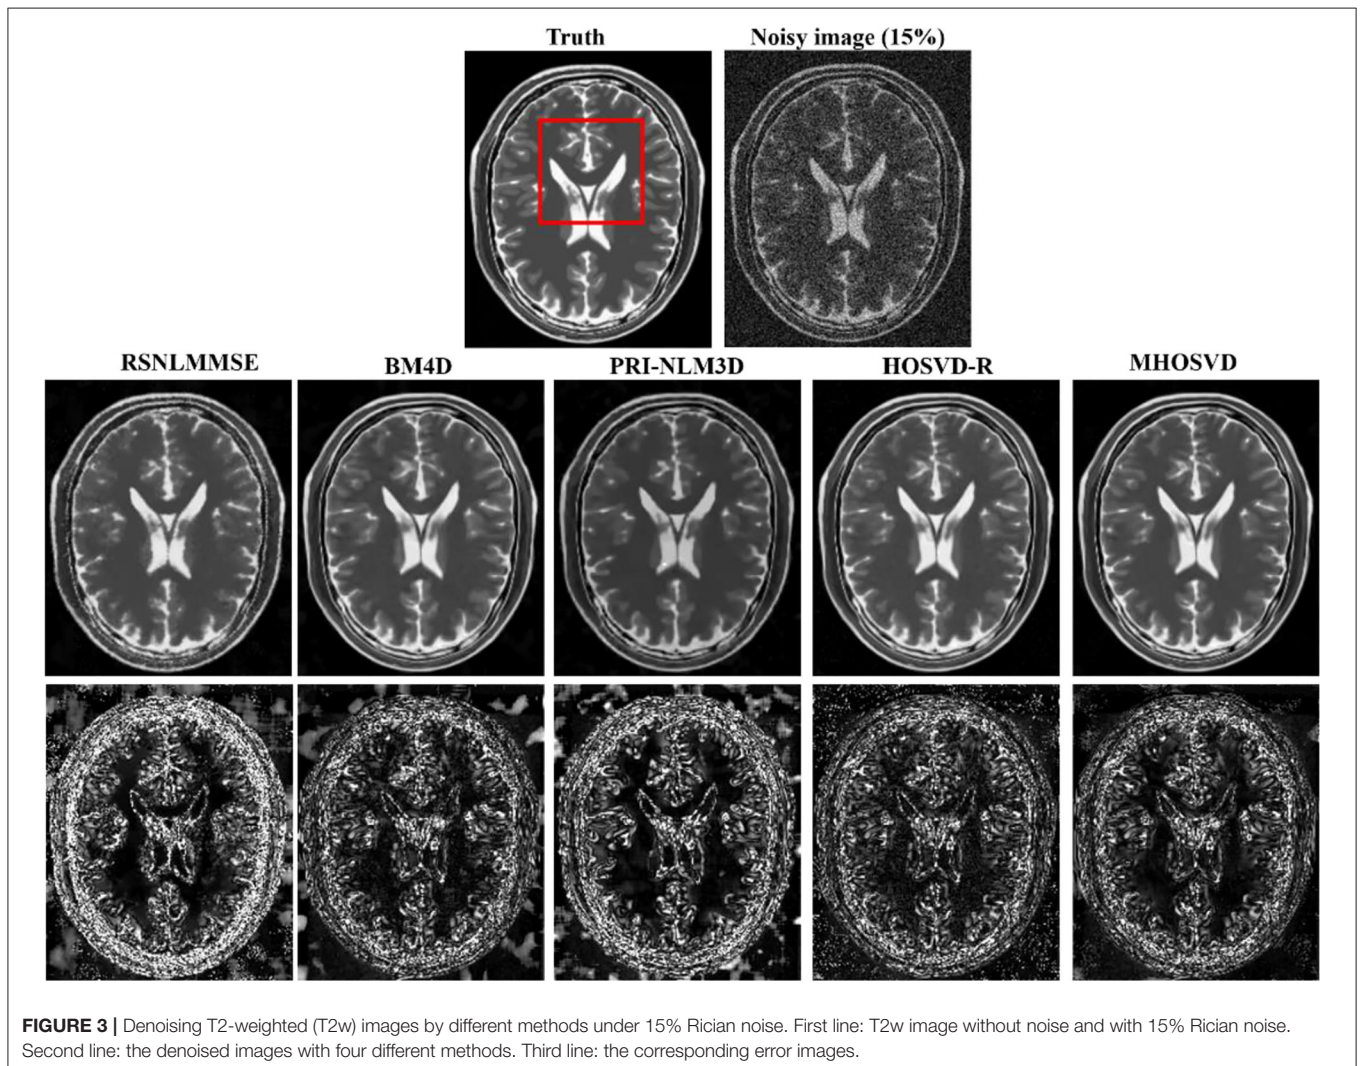 Truth
Noisy image (15%)
RSNLMMSE
BM4D
PRI-NLM3D
HOSVD-R
MHOSVD
FIGURE 3 | Denoising T2-weighted (T2w) images by different methods under 15% Rician noise. First line: T2w image without noise and with 15% Rician noise.
Second line: the denoised images with four different methods. Third line: the corresponding error images.